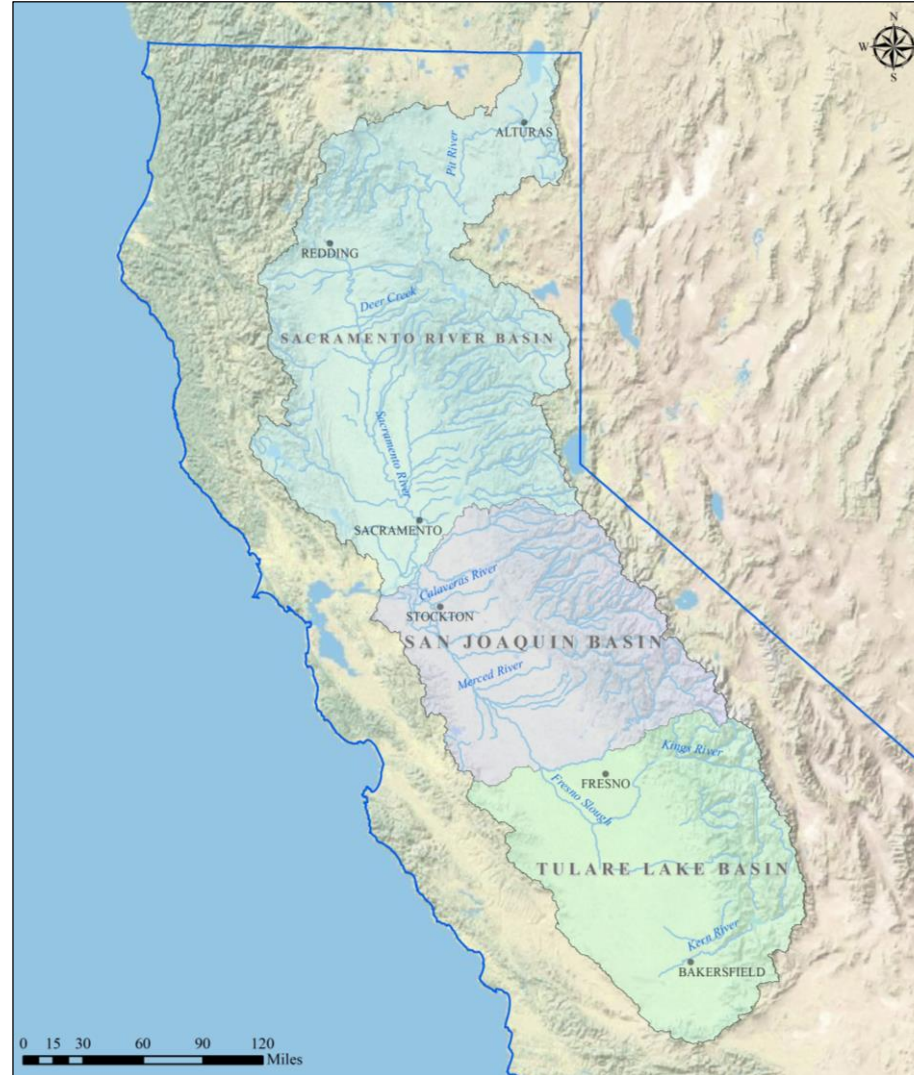 N
W
S
ALTURAS
Pit River
REDDING
Deer Creek
SACRAMENTO RIVER BASIN
Sacramento River
SACRAMENTO
Calaveras River
STOCKTON
SAN JOAQUIN BASIN
Merced River
Kings River
FRESNO
Fresno Slough
TULARE LAKE BASIN
Kern River
BAKERSFIELD
0 15 30 60 90 120
Miles